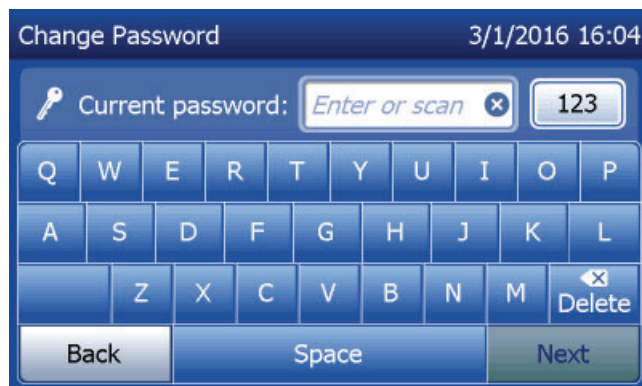 Change Password 3/1/2016 16:04
Current password: Enter or scan 123
Q W E R T Y U I O P
A S D F G H J K L
Z X C V B N M Delete
Back Space Next